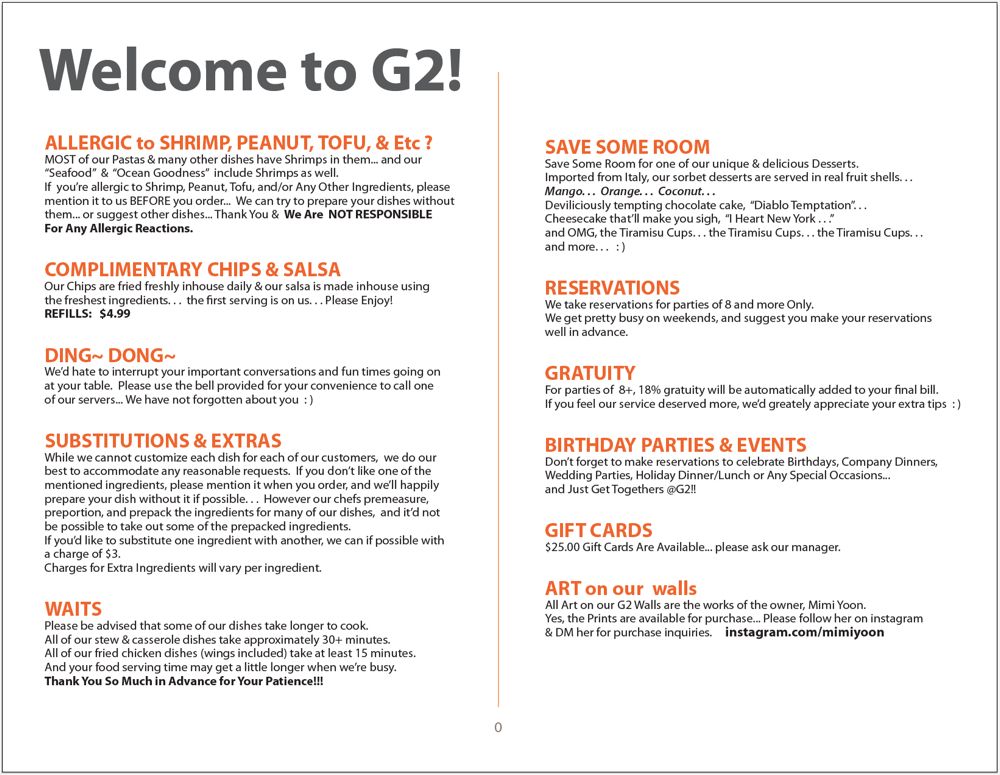 Welcome to G2!
ALLERGIC to SHRIMP, PEANUT, TOFU, & Etc ?
MOST of our Pastas & many other dishes have Shrimps in them... and our
“Seafood” & “Ocean Goodness” include Shrimps as well.
If you’re allergic to Shrimp, Peanut, Tofu, and/or Any Other Ingredients, please
mention it to us BEFORE you order... We can try to prepare your dishes without
them... or suggest other dishes... Thank You & We Are NOT RESPONSIBLE
For Any Allergic Reactions.
COMPLIMENTARY CHIPS & SALSA
Our Chips are fried freshly inhouse daily & our salsa is made inhouse using
the freshest ingredients. . . the first serving is on us. . . Please Enjoy!
REFILLS: $4.99
DING~ DONG~
We’d hate to interrupt your important conversations and fun times going on
at your table. Please use the bell provided for your convenience to call one
of our servers... We have not forgotten about you : )
SUBSTITUTIONS & EXTRAS
While we cannot customize each dish for each of our customers, we do our
best to accommodate any reasonable requests. If you don’t like one of the
mentioned ingredients, please mention it when you order, and we’ll happily
prepare your dish without it if possible. . . However our chefs premeasure,
preportion, and prepack the ingredients for many of our dishes, and it’d not
be possible to take out some of the prepacked ingredients.
If you’d like to substitute one ingredient with another, we can if possible with
a charge of $3.
Charges for Extra Ingredients will vary per ingredient.
WAITS
Please be advised that some of our dishes take longer to cook.
All of our stew & casserole dishes take approximately 30+ minutes.
All of our fried chicken dishes (wings included) take at least 15 minutes.
And your food serving time may get a little longer when we’re busy.
Thank You So Much in Advance for Your Patience!!!
SAVE SOME ROOM
Save Some Room for one of our unique & delicious Desserts.
Imported from Italy, our sorbet desserts are served in real fruit shells. . .
Mango. . . Orange. . . Coconut. . .
Deviliciously tempting chocolate cake, “Diablo Temptation”. . .
Cheesecake that’ll make you sigh, “I Heart New York . . .”
and OMG, the Tiramisu Cups. . . the Tiramisu Cups. . . the Tiramisu Cups. . .
and more. . . : )
RESERVATIONS
We take reservations for parties of 8 and more Only.
We get pretty busy on weekends, and suggest you make your reservations
well in advance.
GRATUITY
For parties of 8+, 18% gratuity will be automatically added to your final bill.
If you feel our service deserved more, we’d greately appreciate your extra tips : )
BIRTHDAY PARTIES & EVENTS
Don’t forget to make reservations to celebrate Birthdays, Company Dinners,
Wedding Parties, Holiday Dinner/Lunch or Any Special Occasions...
and Just Get Togethers @G2!!
GIFT CARDS
$25.00 Gift Cards Are Available... please ask our manager.
ART on our walls
All Art on our G2 Walls are the works of the owner, Mimi Yoon.
Yes, the Prints are available for purchase... Please follow her on instagram
& DM her for purchase inquiries. instagram.com/mimiyoon
0